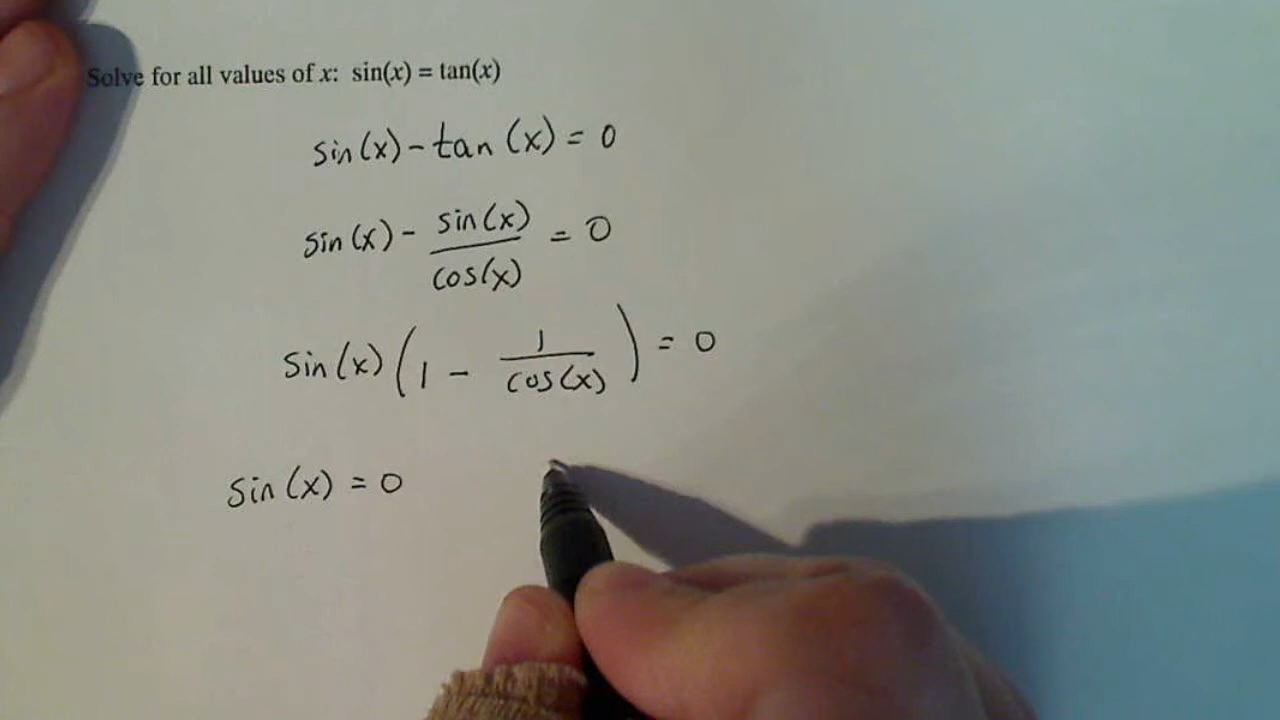 Solve for all values of x: sin(x) = tan(x)
sin(x) - tan(x) = 0
sin(x) - sin(x)/cos(x) = 0
sin(x)(1 - 1/cos(x)) = 0
sin(x) = 0